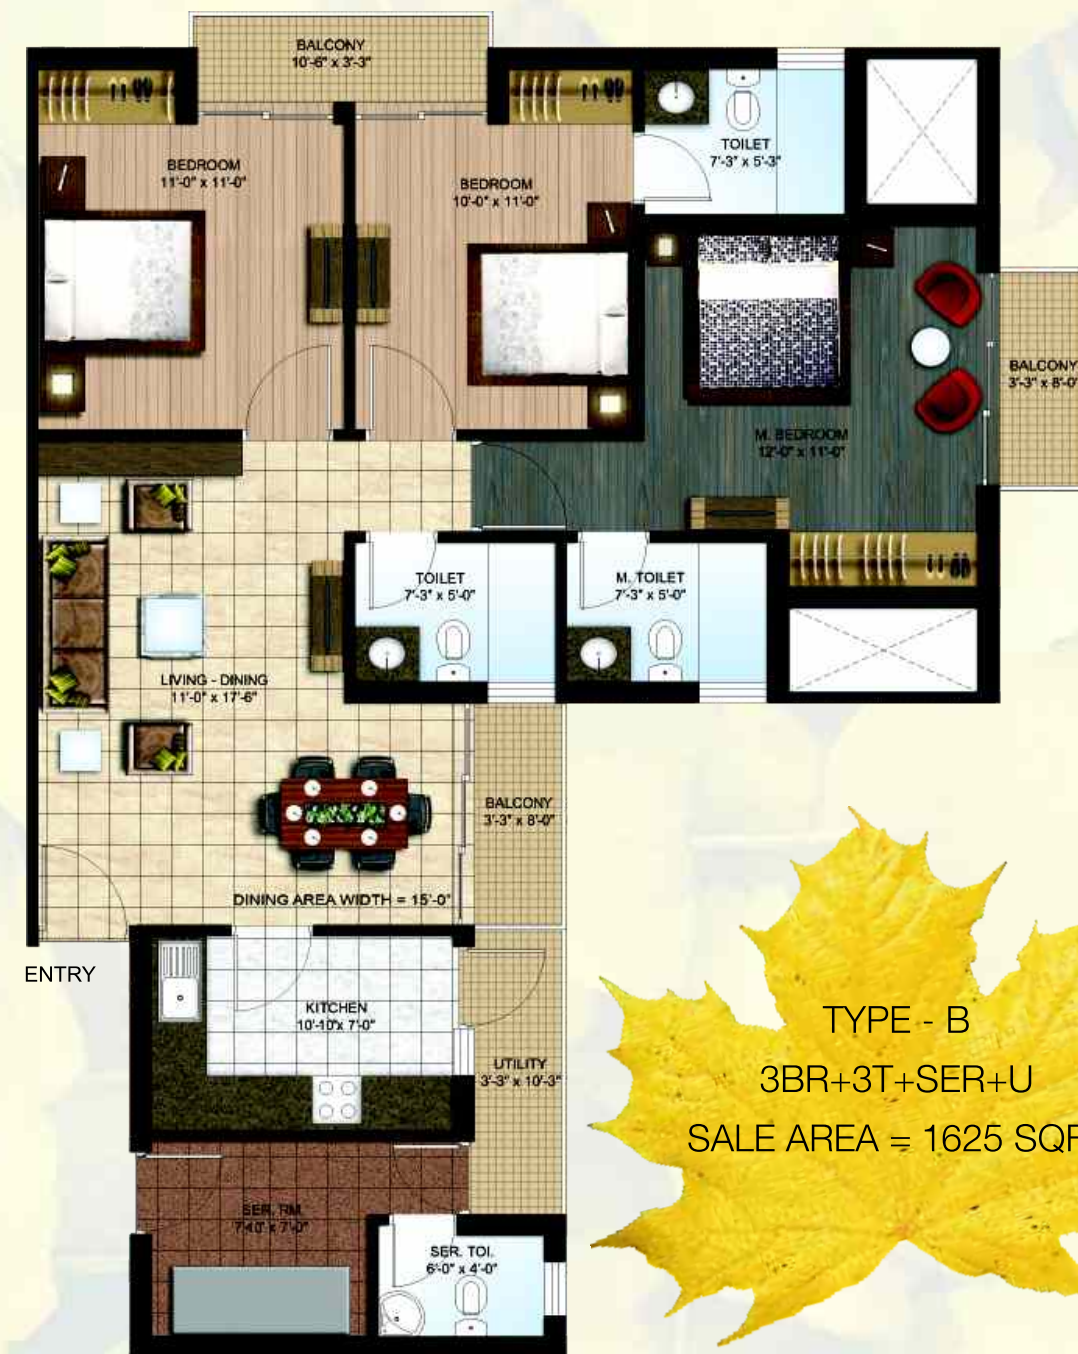 BALCONY
10'-6" x 3'-3"
BEDROOM
11'-0" x 11'-0"
BEDROOM
10'-0" x 11'-0"
TOILET
7'-3" x 5'-3"
BALCONY
3'-3" x 8'-0"
M. BEDROOM
12'-0" x 11'-0"
TOILET
7'-3" x 5'-0"
M. TOILET
7'-3" x 5'-0"
LIVING - DINING
11'-0" x 17'-6"
BALCONY
3'-3" x 8'-0"
DINING AREA WIDTH = 15'-0"
ENTRY
KITCHEN
10'-10"x 7'-0"
UTILITY
3'-3" x 10'-3"
SER. RM.
7'-10" x 7'-0"
SER. TOI.
6'-0" x 4'-0"
TYPE - B
3BR+3T+SER+U
SALE AREA = 1625 SQF